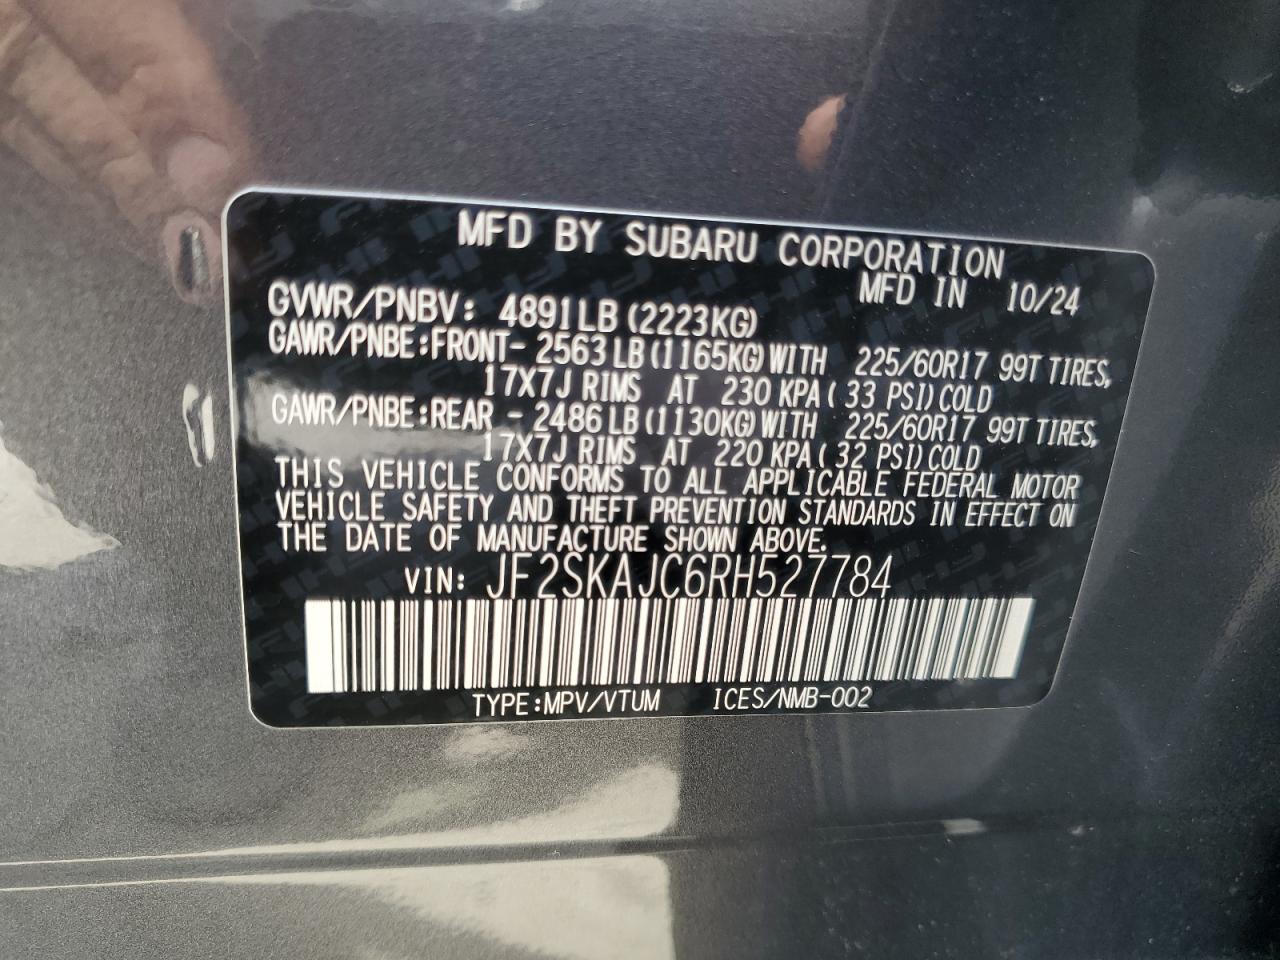 MFD BY SUBARU CORPORATION
MFD IN 10/24
GVWR/PNBV: 4891LB (2223KG)
GAWR/PNBE:FRONT- 2563LB(1165KG)WITH 225/60R17 99T TIRES,
17X7J RIMS AT 230 KPA( 33 PSI)COLD
GAWR/PNBE:REAR - 2486LB(1130KG)WITH 225/60R17 99T TIRES,
17X7J RIMS AT 220 KPA( 32 PSI)COLD
THIS VEHICLE CONFORMS TO ALL APPLICABLE FEDERAL MOTOR
VEHICLE SAFETY AND THEFT PREVENTION STANDARDS IN EFFECT ON
THE DATE OF MANUFACTURE SHOWN ABOVE.
VIN: JF2SKAJC6RH527784
TYPE:MPV/VTUM ICES/NMB-002